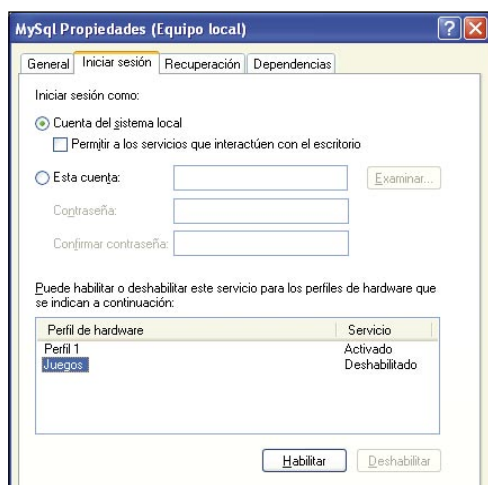 MySql Propiedades (Equipo local)
General Iniciar sesión Recuperación Dependencias
Iniciar sesión como:
Cuenta del sistema local
Permitir a los servicios que interactúen con el escritorio
Esta cuenta: Examinar...
Contraseña:
Confirmar contraseña:
Puede habilitar o deshabilitar este servicio para los perfiles de hardware que
se indican a continuación:
Perfil de hardware Servicio
Perfil 1 Activado
Juegos Deshabilitado
Habilitar Deshabilitar